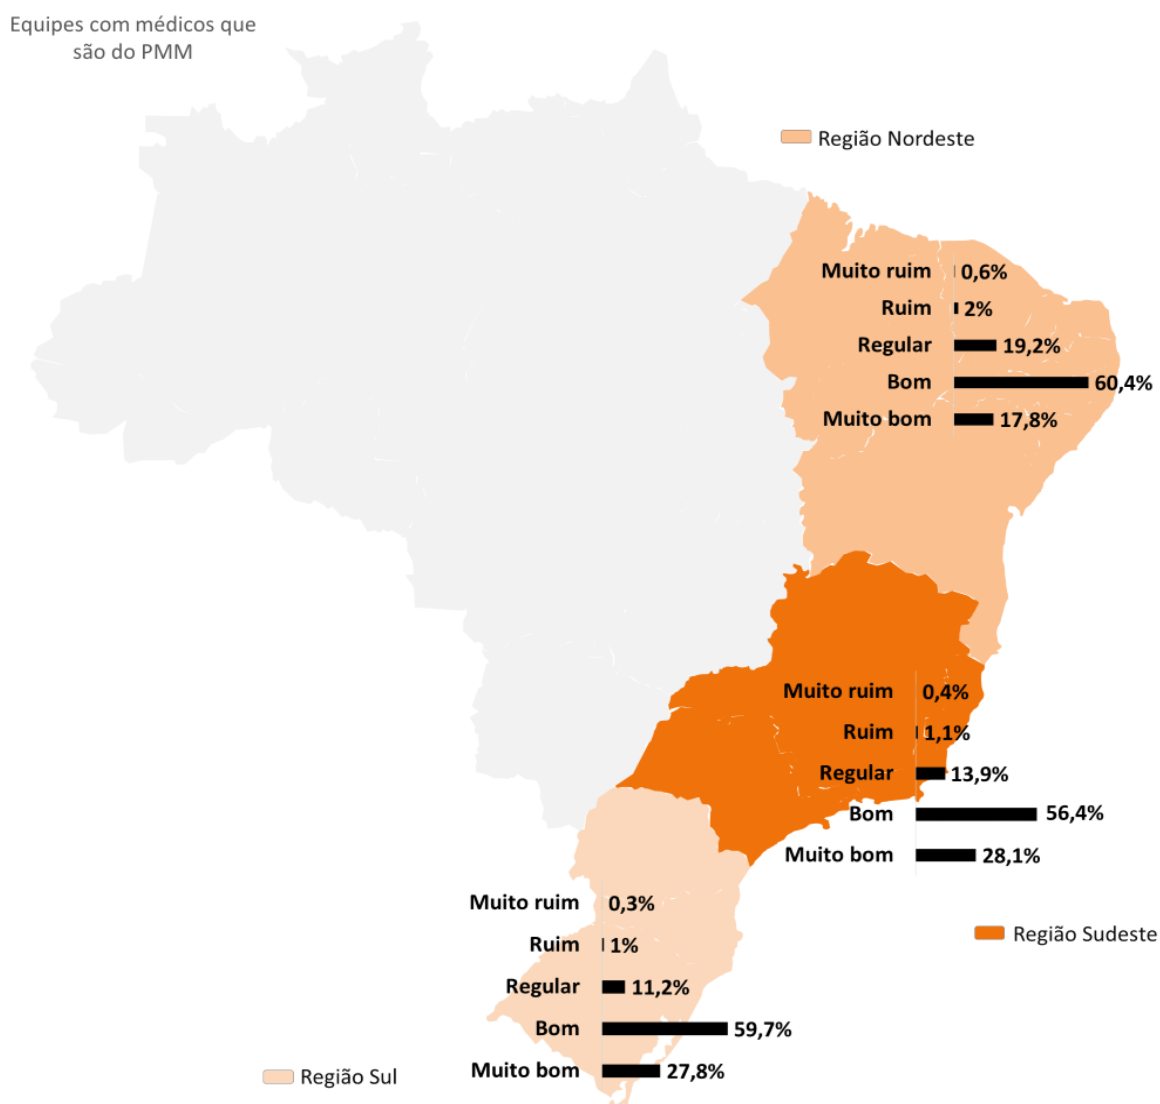 Equipes com médicos que
são do PMM
Região Nordeste
Muito ruim 0,6%
Ruim 2%
Regular 19,2%
Bom 60,4%
Muito bom 17,8%
Muito ruim 0,4%
Ruim 1,1%
Regular 13,9%
Bom 56,4%
Muito bom 28,1%
Região Sudeste
Muito ruim 0,3%
Ruim 1%
Regular 11,2%
Bom 59,7%
Muito bom 27,8%
Região Sul